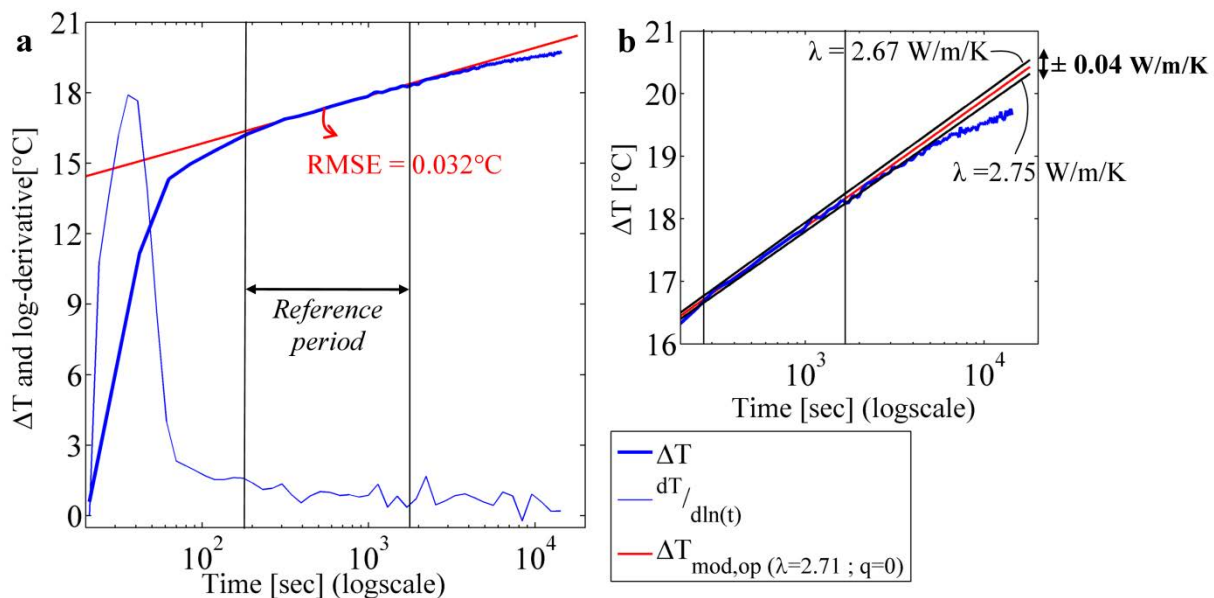 a
ΔT and log-derivative[°C]
21
18
15
12
9
6
3
0
RMSE = 0.032°C
Reference
period
10²
10³
10⁴
Time [sec] (logscale)
b
ΔT [°C]
21
20
19
18
17
16
λ = 2.67 W/m/K
± 0.04 W/m/K
λ =2.75 W/m/K
10³
10⁴
Time [sec] (logscale)
ΔT
dT/dln(t)
ΔTmod,op (λ=2.71 ; q=0)